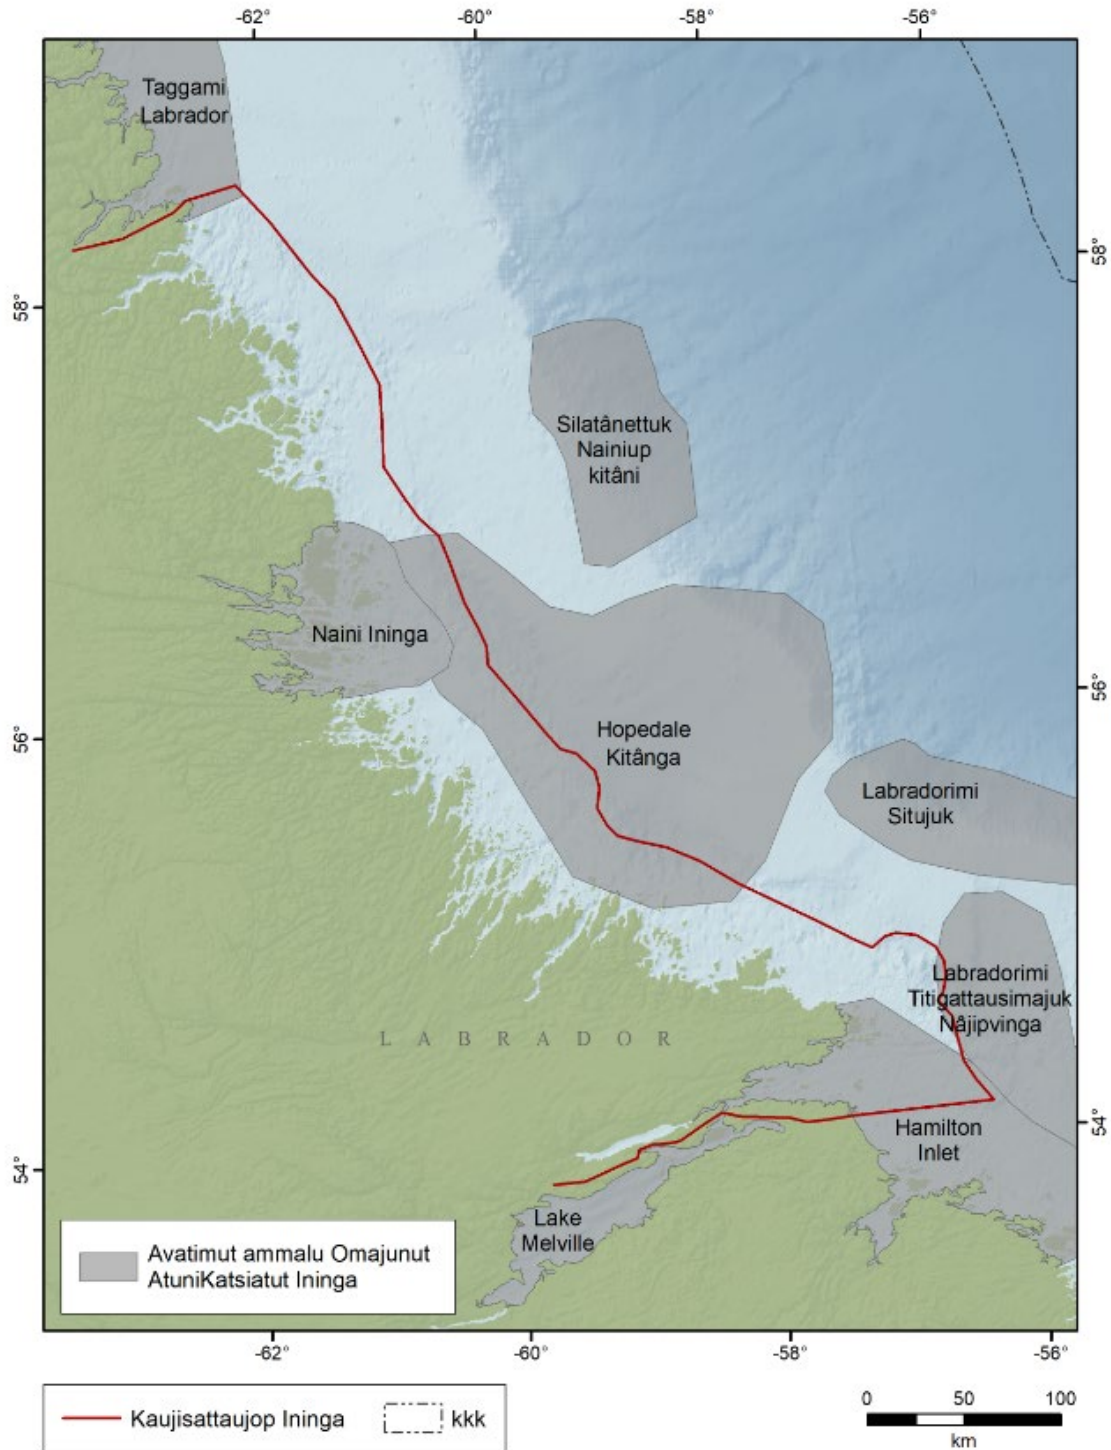 -62°
-60°
-58°
-56°
Taggami
Labrador
58°
58°
Silatânettuk
Nainiup
kitâni
Naini Ininga
56°
Hopedale
Kitânga
56°
Labradorimi
Situjuk
Labradorimi
Titigattausimajuk
Nâjipvinga
LABRADOR
54°
Hamilton
Inlet
54°
Lake
Melville
Avatimut ammalu Omajunut
AtuniKatsiatut Ininga
-62°
-60°
-58°
-56°
Kaujisattaujop Ininga
kkk
0
50
100
km